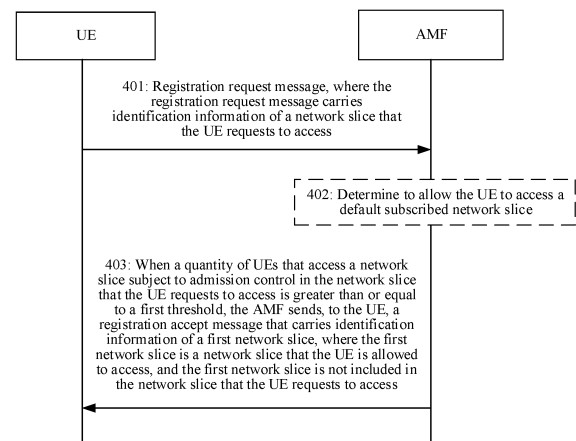 UE
AMF
401: Registration request message, where the
registration request message carries
identification information of a network slice that
the UE requests to access
402: Determine to allow the UE to access a
default subscribed network slice
403: When a quantity of UEs that access a network
slice subject to admission control in the network slice
that the UE requests to access is greater than or equal
to a first threshold, the AMF sends, to the UE, a
registration accept message that carries identification
information of a first network slice, where the first
network slice is a network slice that the UE is allowed
to access, and the first network slice is not included in
the network slice that the UE requests to access